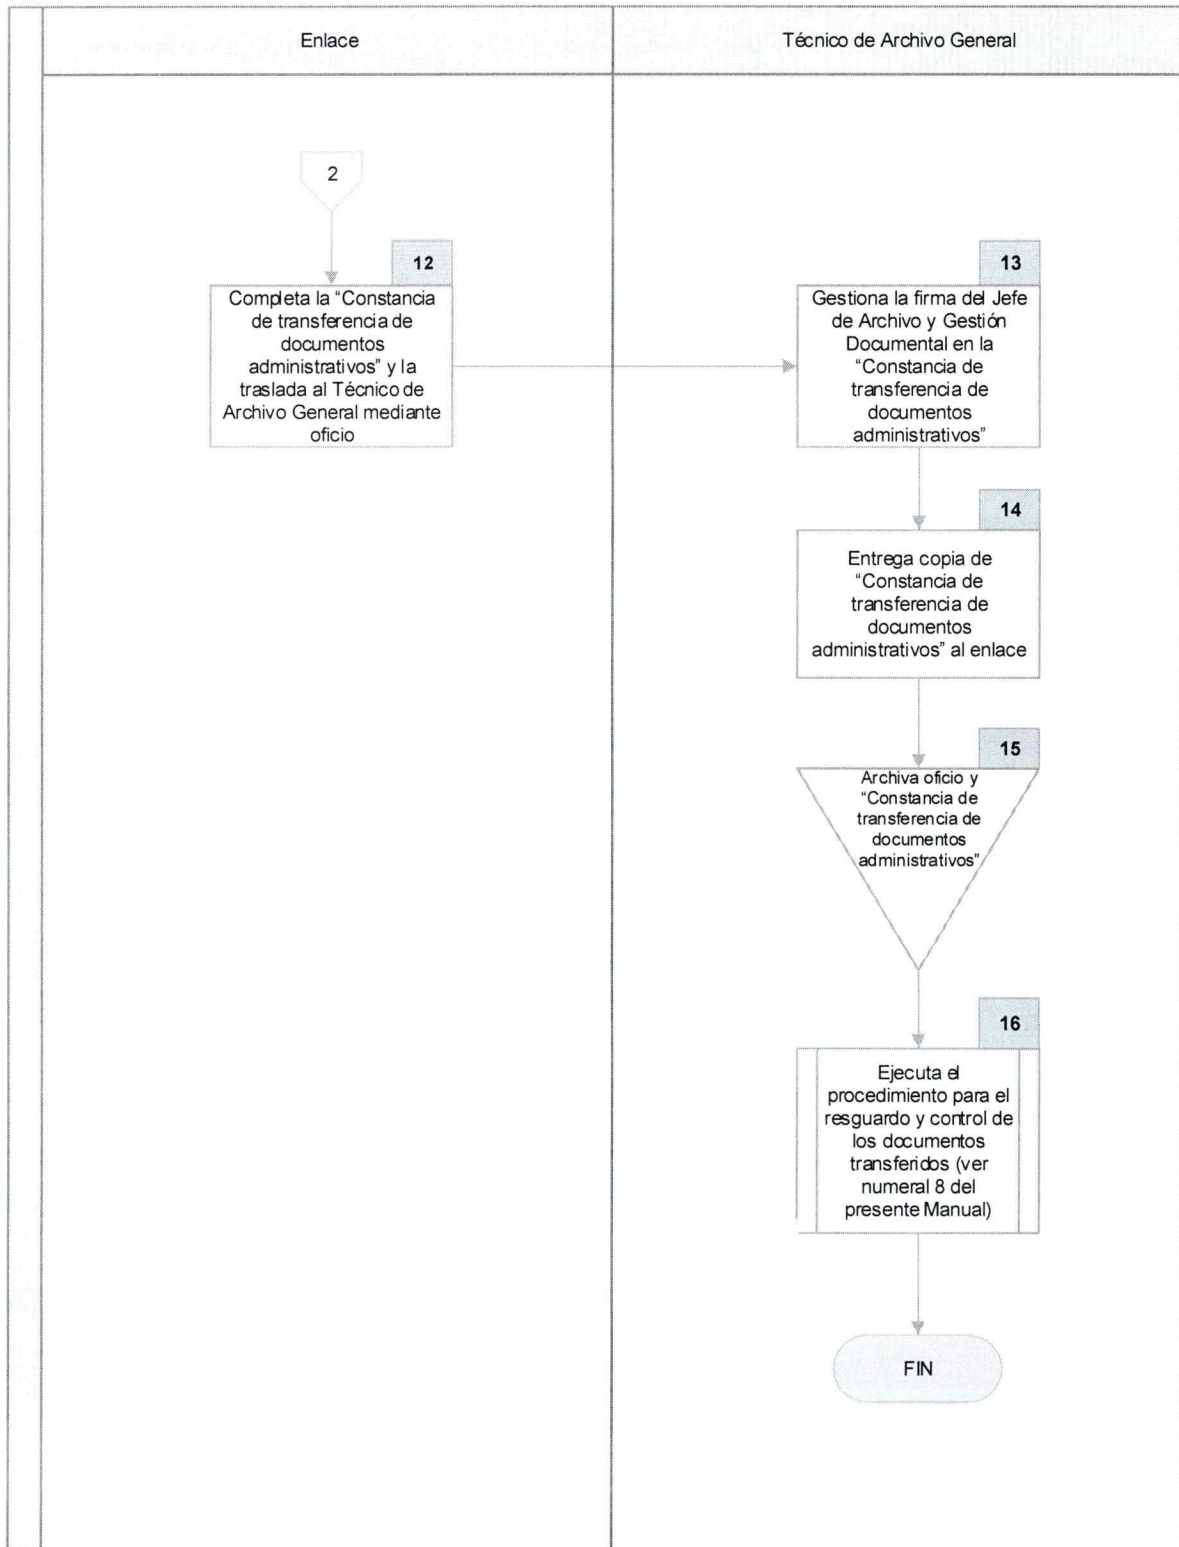 Enlace
Técnico de Archivo General
2
12
Completa la “Constancia
de transferencia de
documentos
administrativos” y la
traslada al Técnico de
Archivo General mediante
oficio
13
Gestiona la firma del Jefe
de Archivo y Gestión
Documental en la
“Constancia de
transferencia de
documentos
administrativos”
14
Entrega copia de
“Constancia de
transferencia de
documentos
administrativos” al enlace
15
Archiva oficio y
“Constancia de
transferencia de
documentos
administrativos”
16
Ejecuta el
procedimiento para el
resguardo y control de
los documentos
transferidos (ver
numeral 8 del
presente Manual)
FIN